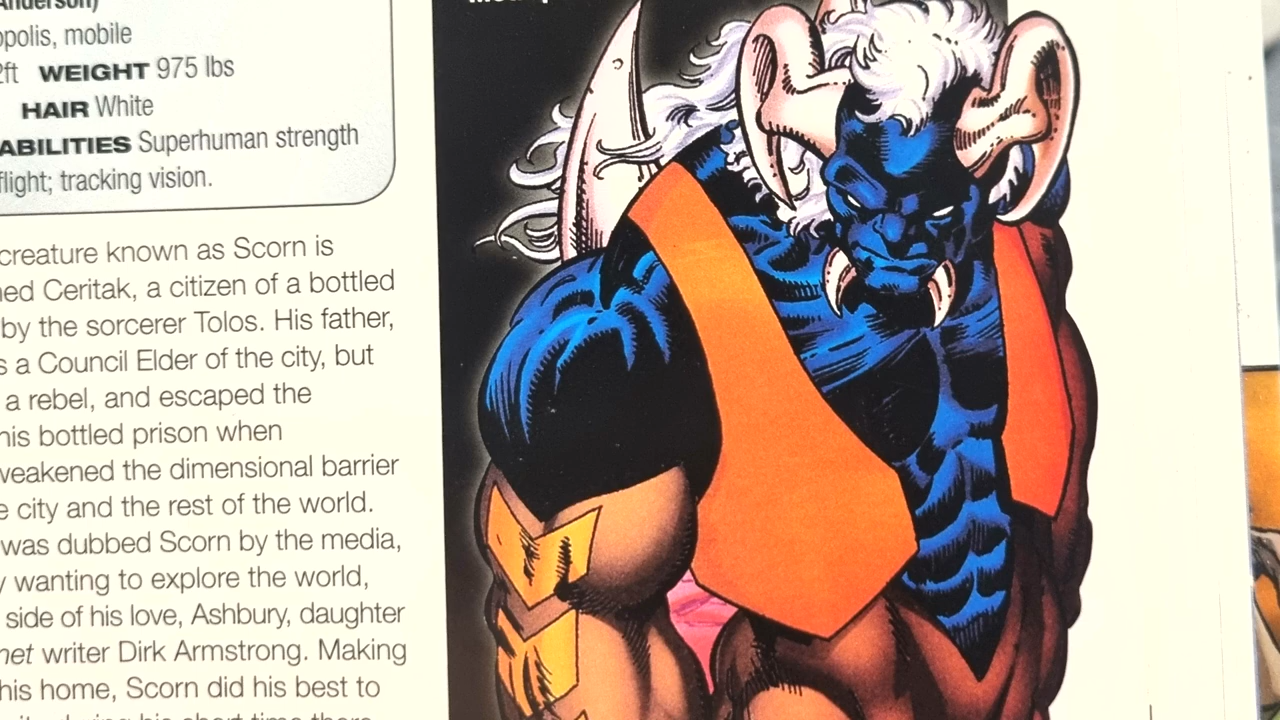 Anderson)
opolis, mobile
2ft WEIGHT 975 lbs
HAIR White
ABILITIES Superhuman strength
flight; tracking vision.
creature known as Scorn is
ned Ceritak, a citizen of a bottled
by the sorcerer Tolos. His father,
s a Council Elder of the city, but
a rebel, and escaped the
his bottled prison when
weakened the dimensional barrier
e city and the rest of the world.
was dubbed Scorn by the media,
y wanting to explore the world,
side of his love, Ashbury, daughter
net writer Dirk Armstrong. Making
his home, Scorn did his best to